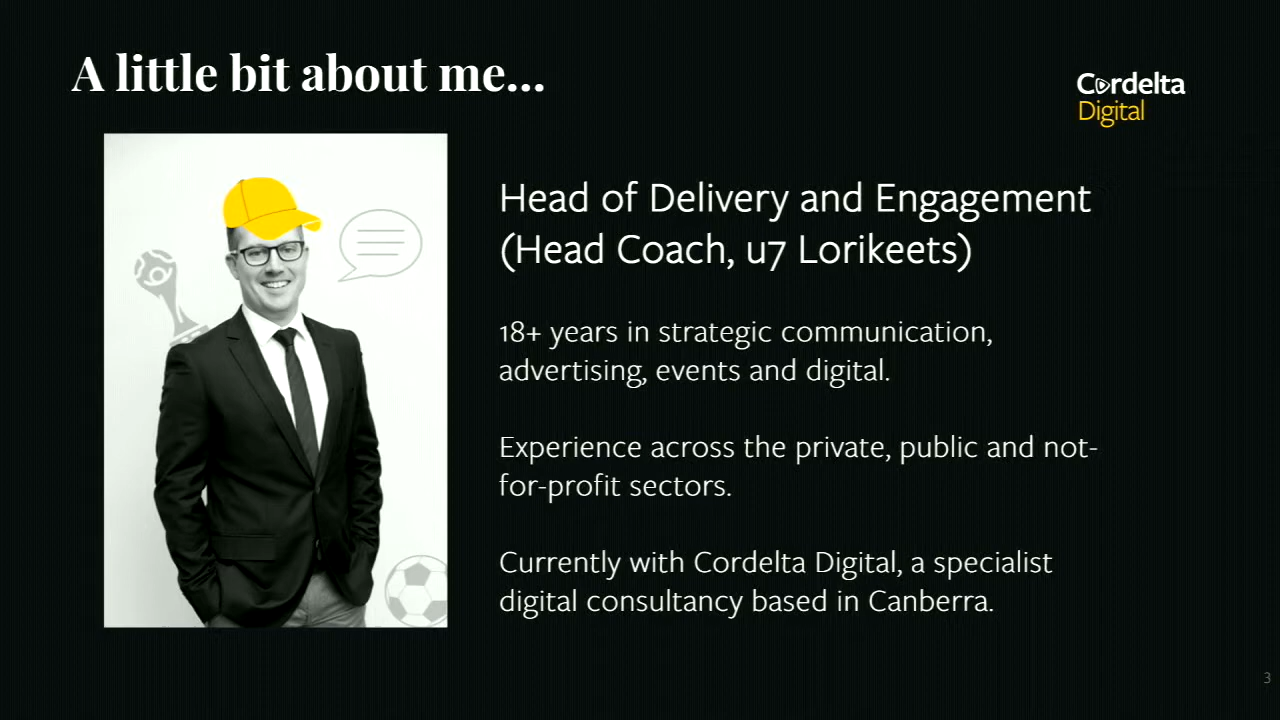 A little bit about me...
Cordelta
Digital
Head of Delivery and Engagement
(Head Coach, u7 Lorikeets)
18+ years in strategic communication,
advertising, events and digital.
Experience across the private, public and not-
for-profit sectors.
Currently with Cordelta Digital, a specialist
digital consultancy based in Canberra.
3